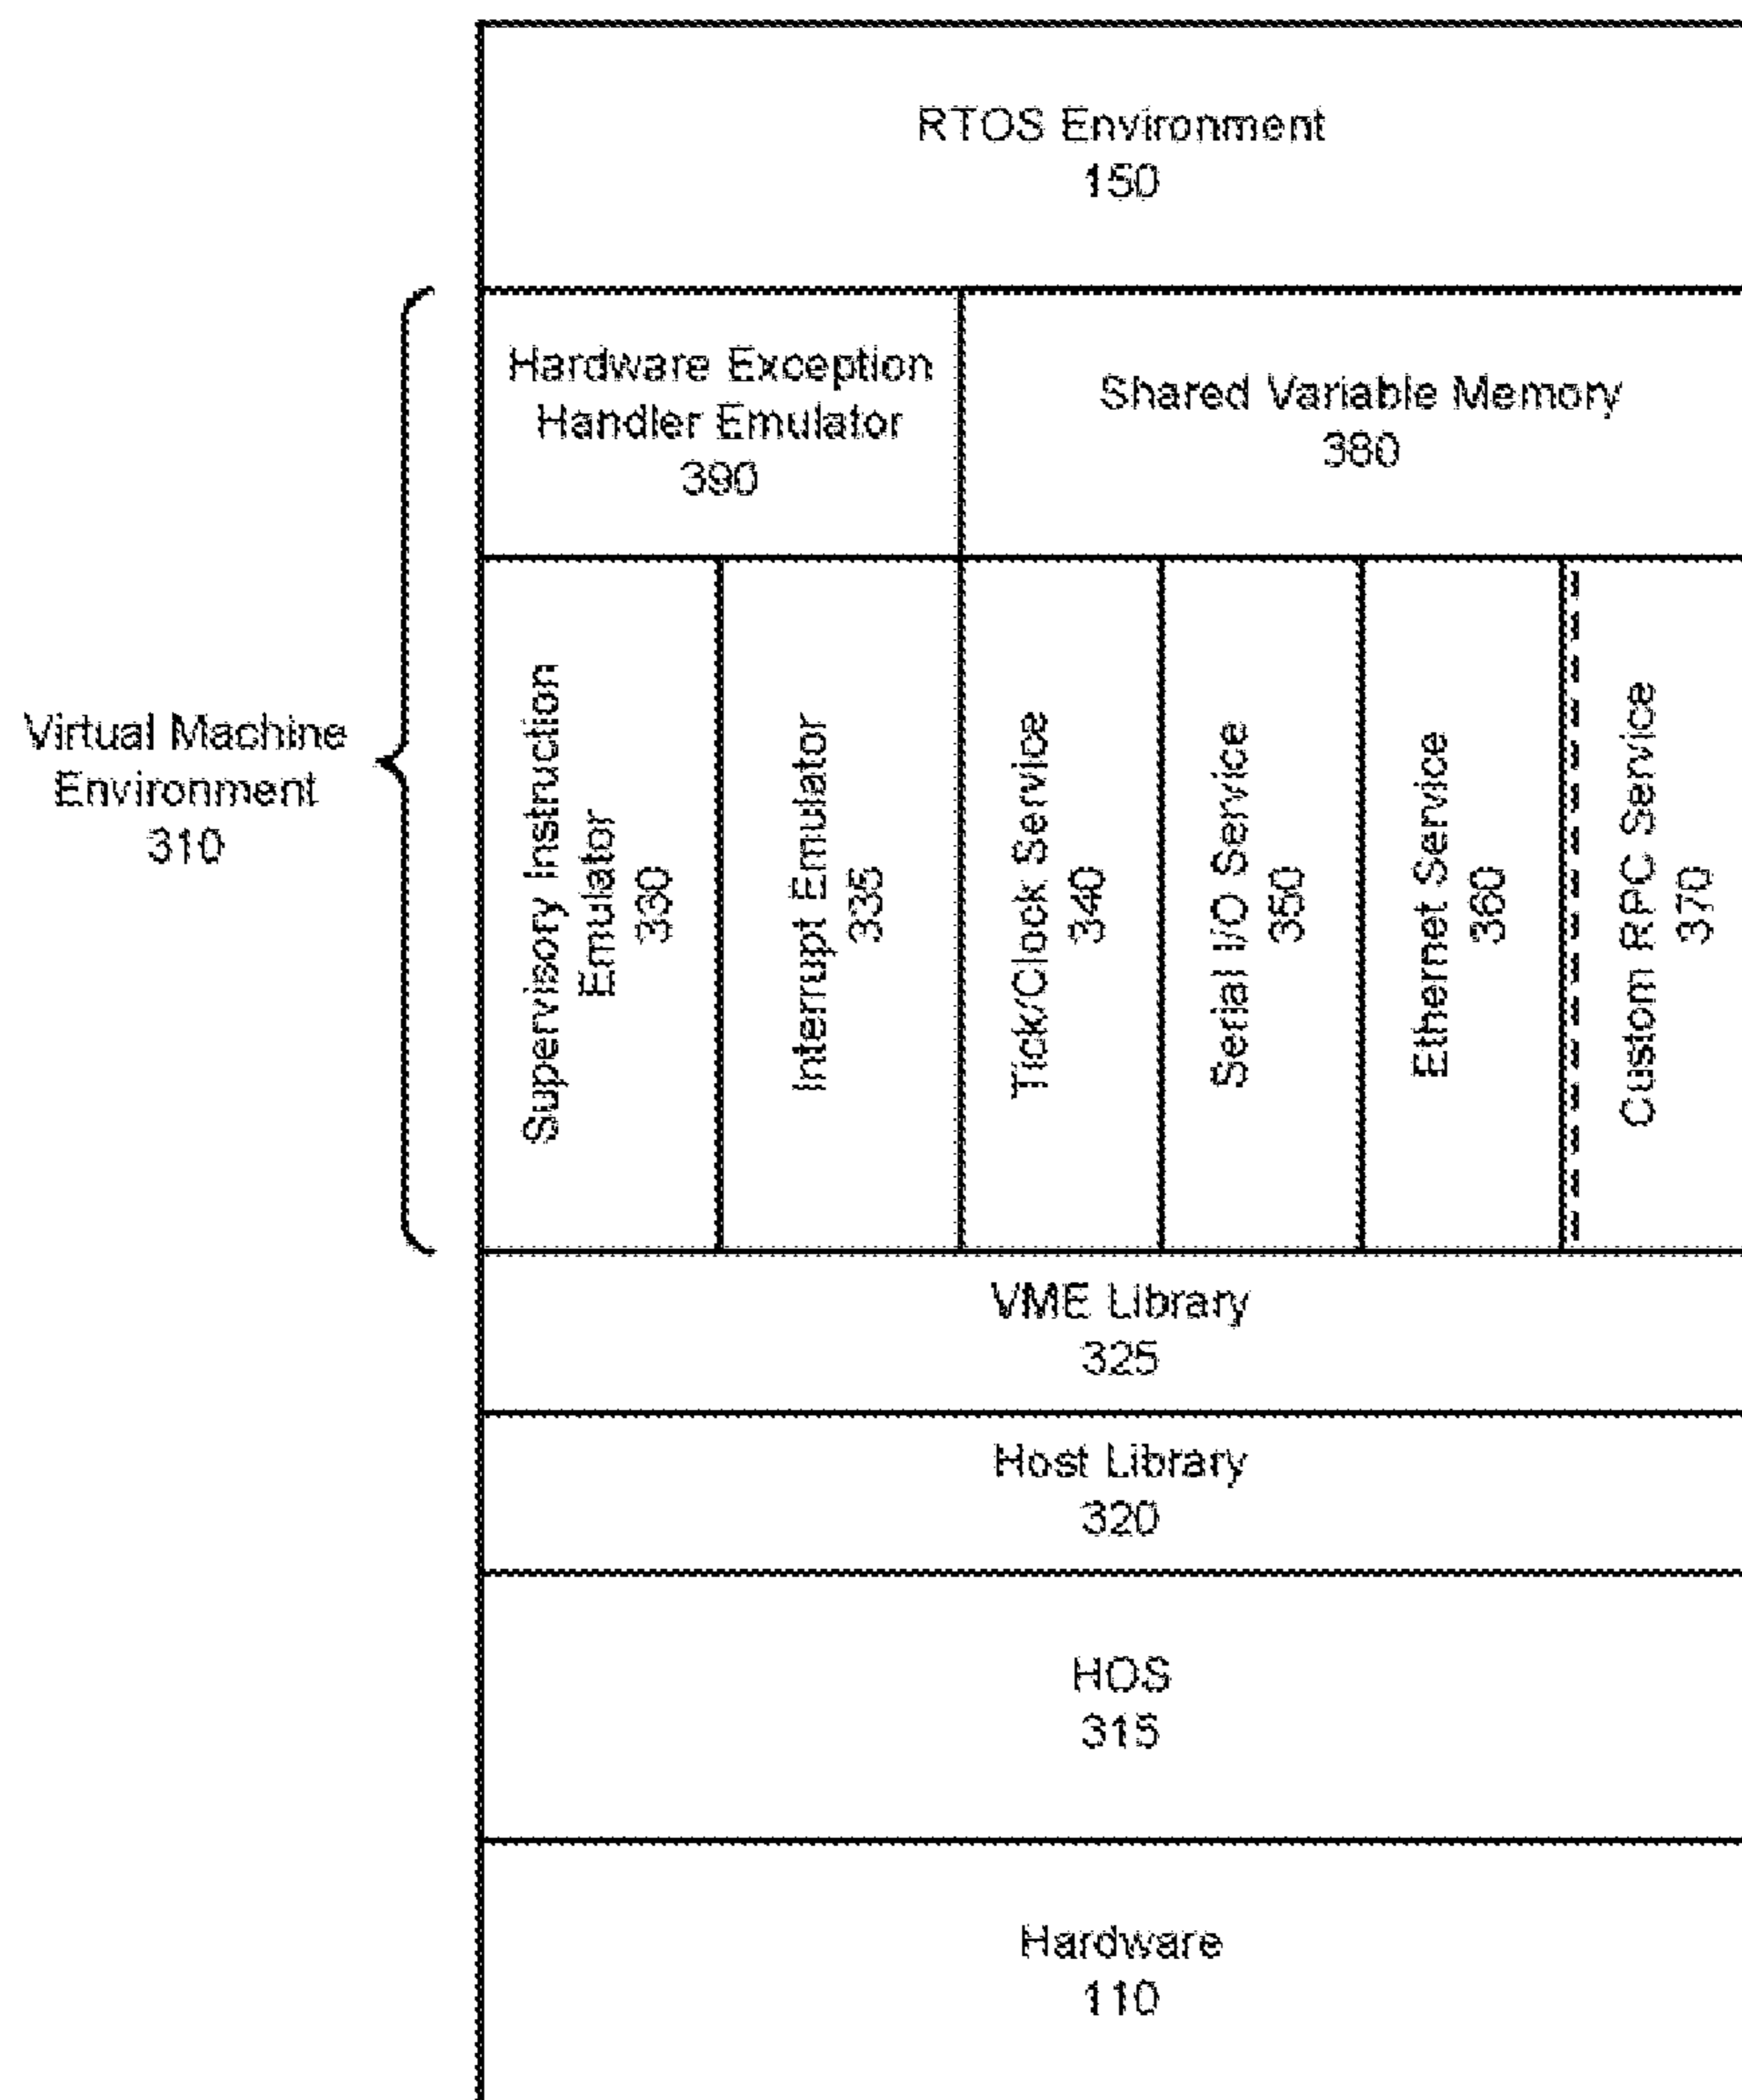 RTOS Environment
150
Hardware Exception
Handler Emulator
390
Shared Variable Memory
380
Virtual Machine
Environment
310
Supervisory Instruction
Emulator
330
Interrupt Emulator
335
Tick/Clock Service
340
Serial I/O Service
350
Ethernet Service
360
Custom RPC Service
370
VME Library
325
Host Library
320
HOS
315
Hardware
110